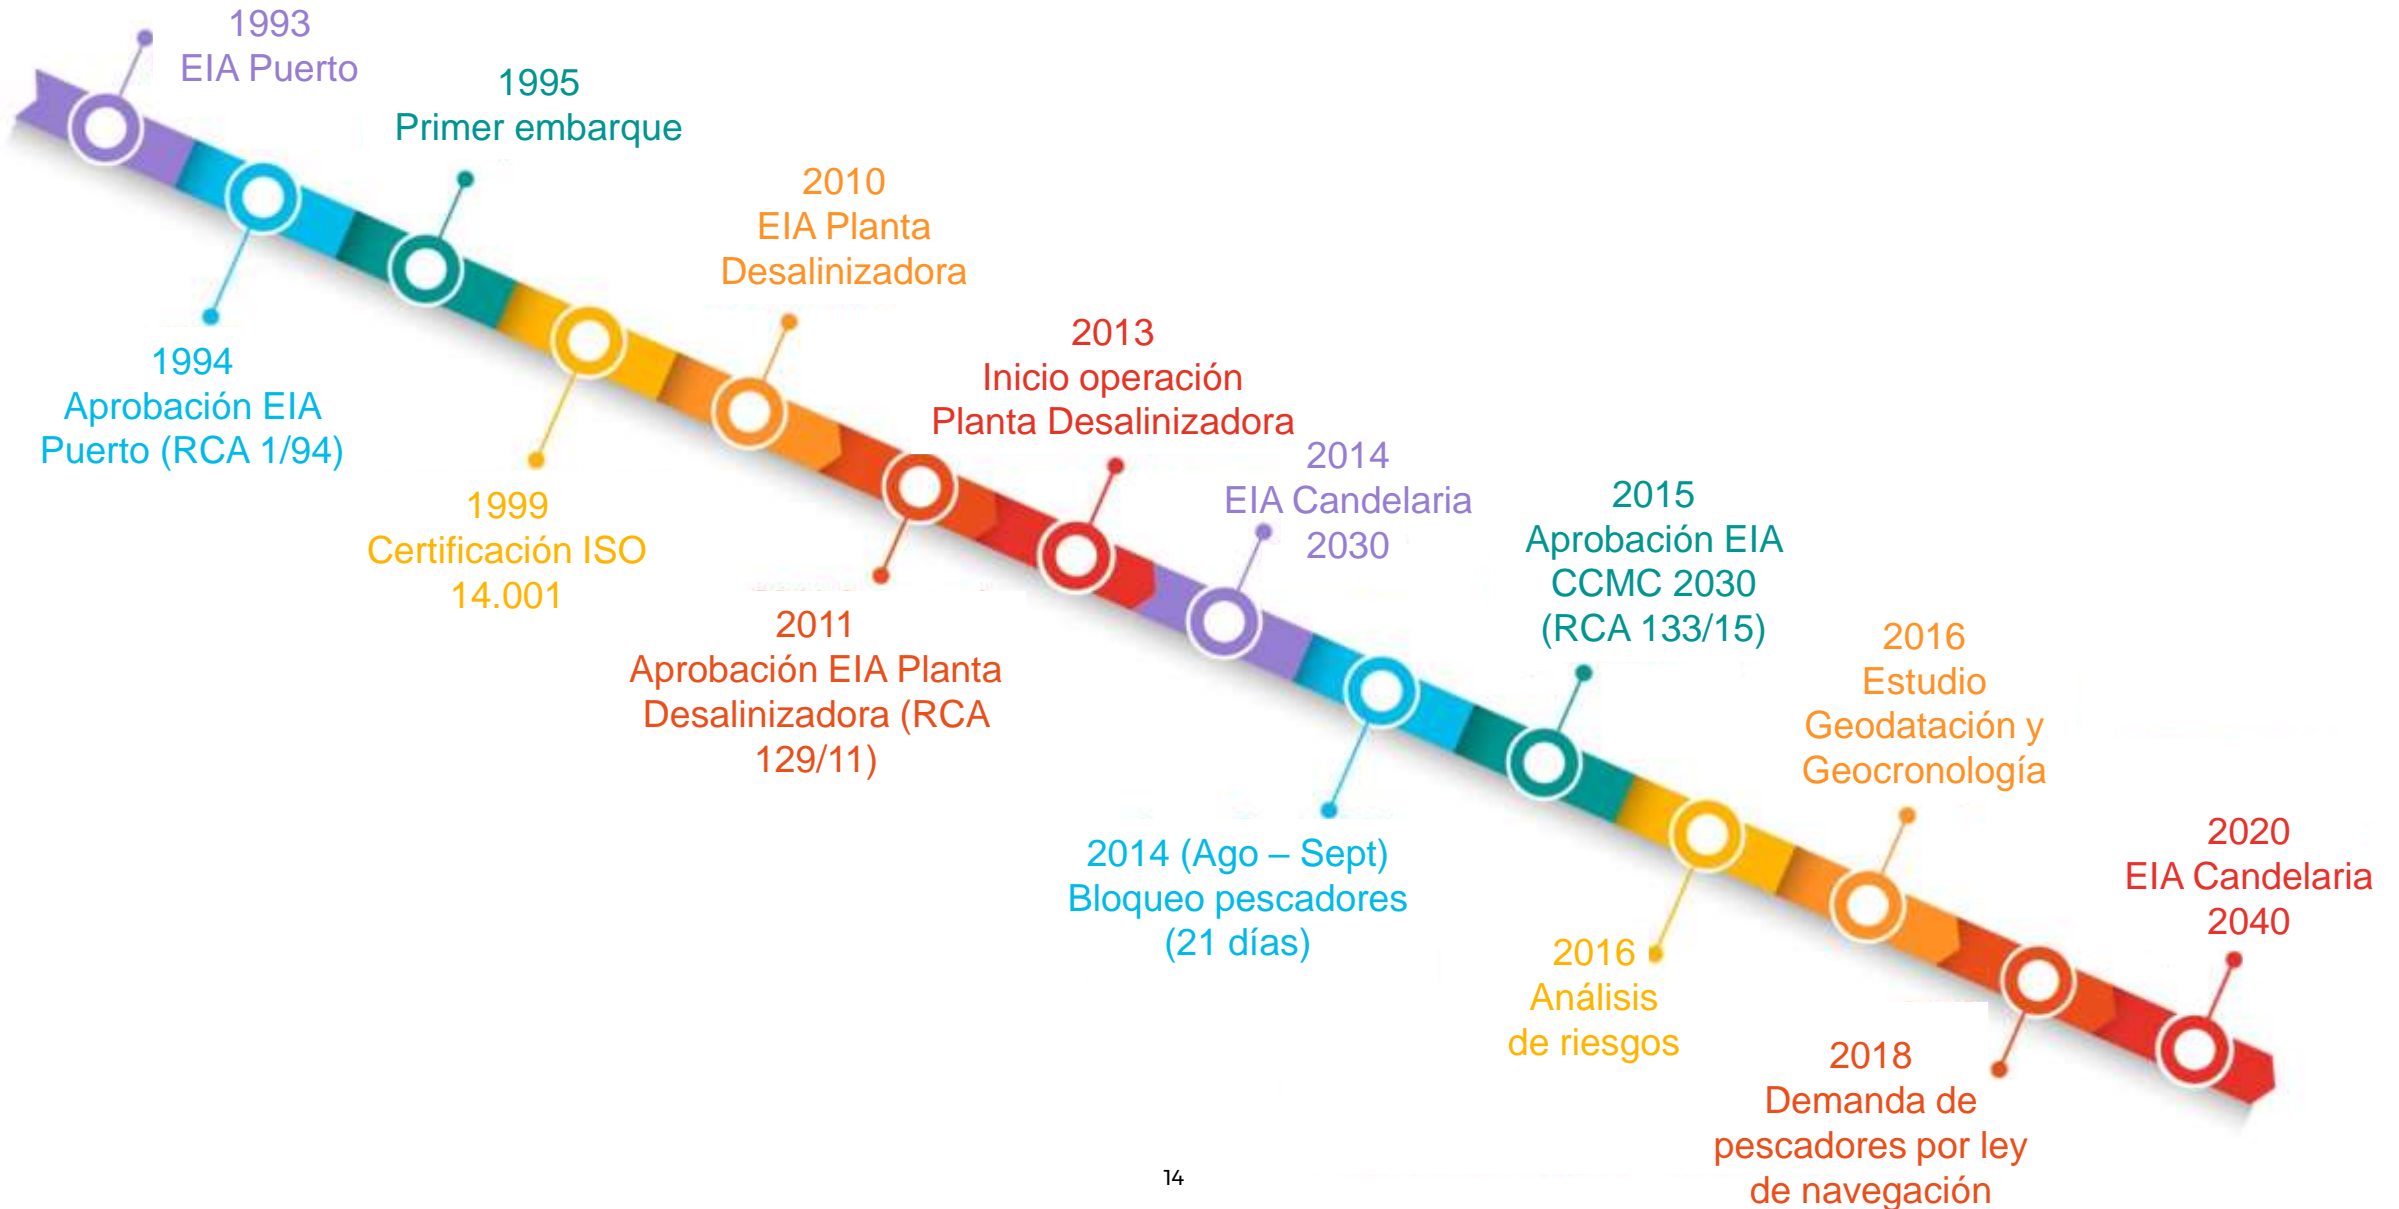 1993
EIA Puerto
1994
Aprobación EIA
Puerto (RCA 1/94)
1995
Primer embarque
1999
Certificación ISO
14.001
2010
EIA Planta
Desalinizadora
2011
Aprobación EIA Planta
Desalinizadora (RCA
129/11)
2013
Inicio operación
Planta Desalinizadora
2014
EIA Candelaria
2030
2014 (Ago – Sept)
Bloqueo pescadores
(21 días)
2015
Aprobación EIA
CCMC 2030
(RCA 133/15)
2016
Análisis
de riesgos
2016
Estudio
Geodatación y
Geocronología
2018
Demanda de
pescadores por ley
de navegación
2020
EIA Candelaria
2040
14